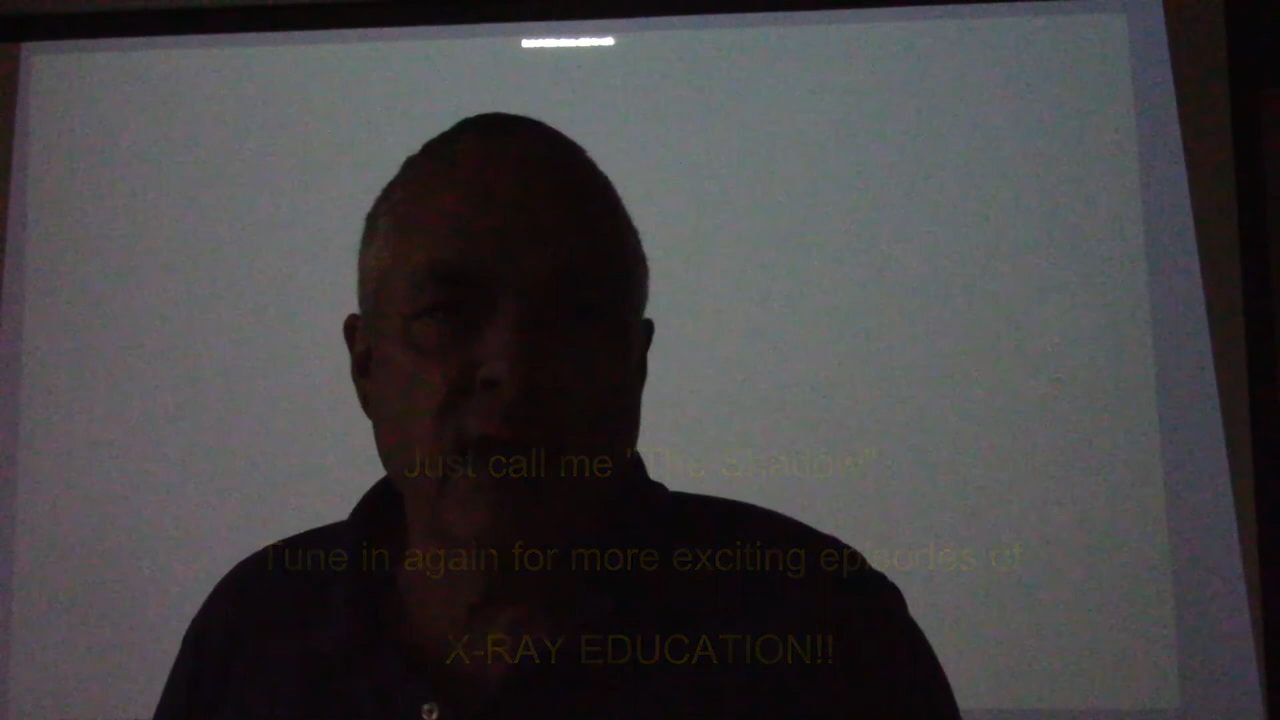 Just call me "The Shadow"
Tune in again for more exciting episodes of
X-RAY EDUCATION!!